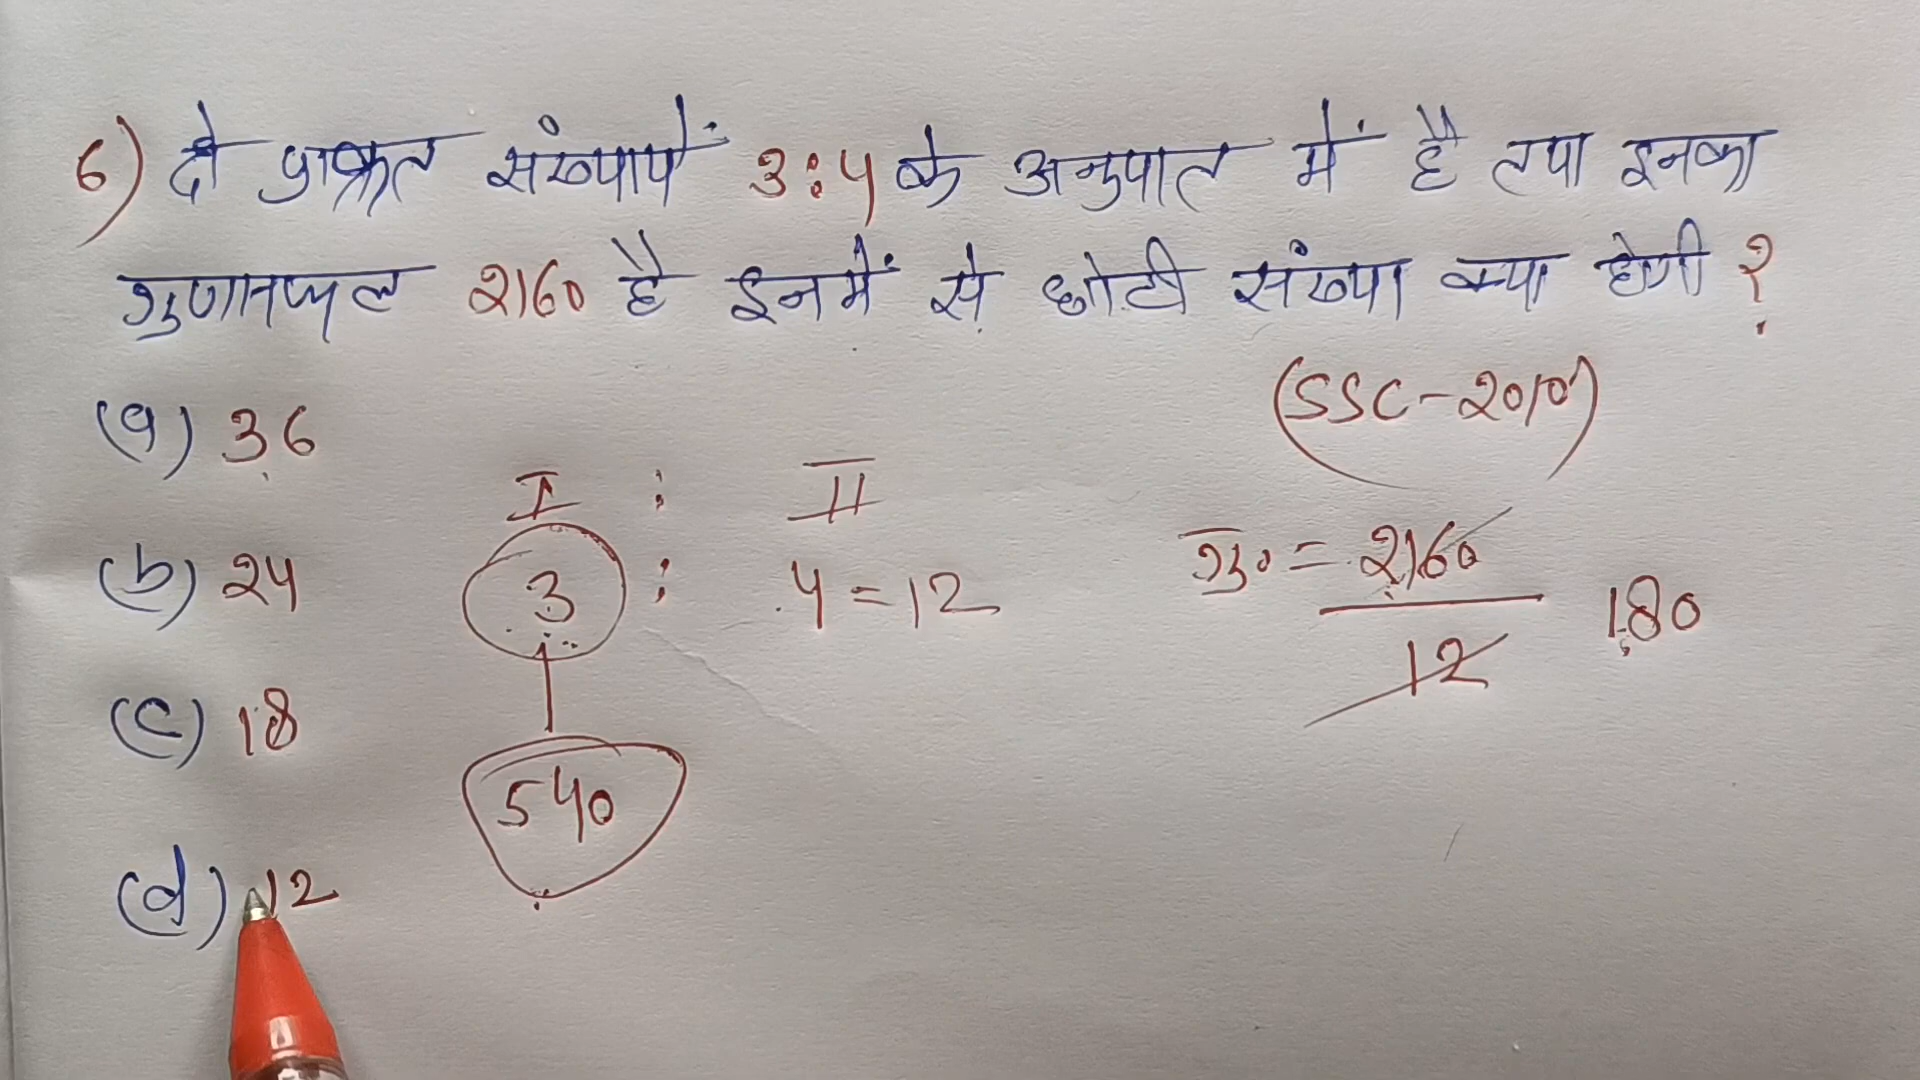 6) दो प्राकृत संख्यायें 3:4 के अनुपात में है तथा इनका
गुणनफल 2160 है इनमें से छोटी संख्या क्या होगी ?
(SSC-2010)
(a) 36
(b) 24
(c) 18
(d) 12
I : II
3 : 4 = 12
540
गु० = 2160
12
180